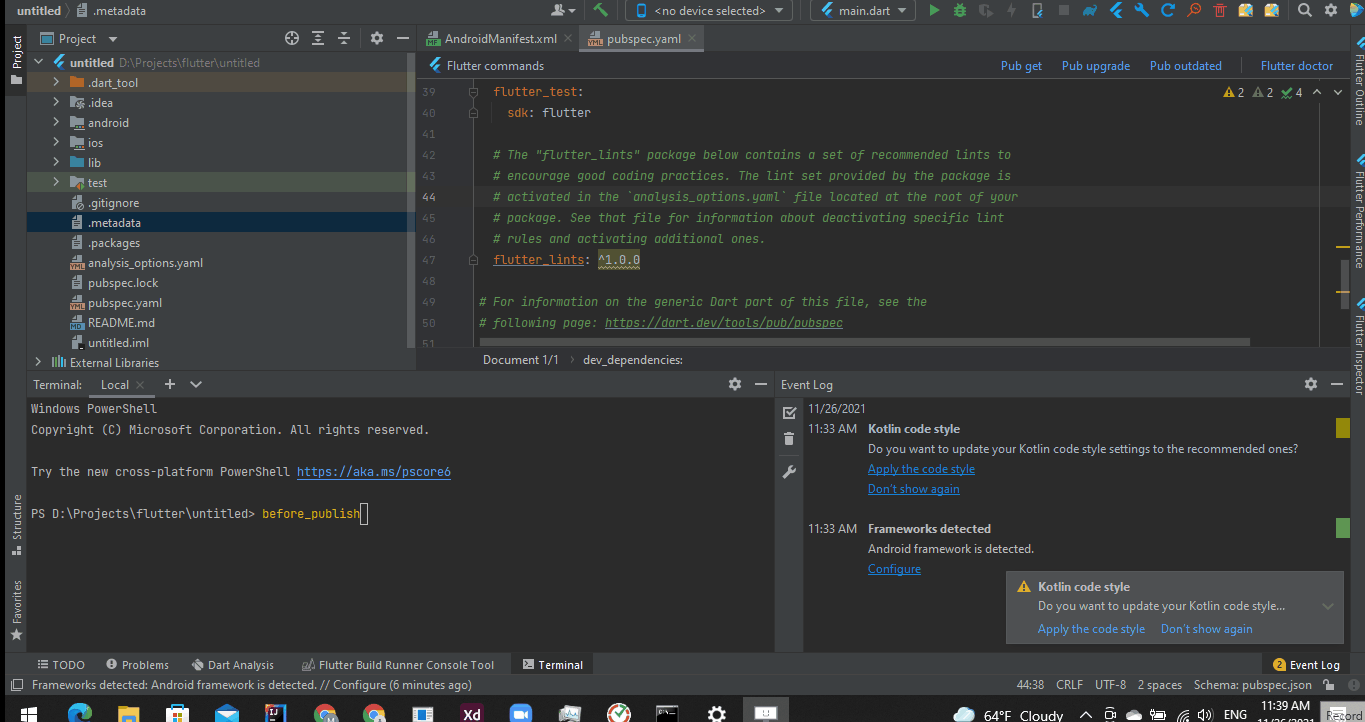 untitled .metadata
<no device selected>
main.dart
Project
Project
AndroidManifest.xml
pubspec.yaml
untitled D:\Projects\flutter\untitled
.dart_tool
.idea
android
ios
lib
test
.gitignore
.metadata
.packages
analysis_options.yaml
pubspec.lock
pubspec.yaml
README.md
untitled.iml
External Libraries
Flutter commands
Pub get
Pub upgrade
Pub outdated
Flutter doctor
2 2 4
39 flutter_test:
40 sdk: flutter
41
42 # The "flutter_lints" package below contains a set of recommended lints to
43 # encourage good coding practices. The lint set provided by the package is
44 # activated in the `analysis_options.yaml` file located at the root of your
45 # package. See that file for information about deactivating specific lint
46 # rules and activating additional ones.
47 flutter_lints: ^1.0.0
48
49 # For information on the generic Dart part of this file, see the
50 # following page: https://dart.dev/tools/pub/pubspec
51
Document 1/1 dev_dependencies:
Flutter Outline
Flutter Performance
Flutter Inspector
Terminal: Local
Windows PowerShell
Copyright (C) Microsoft Corporation. All rights reserved.
Try the new cross-platform PowerShell https://aka.ms/pscore6
PS D:\Projects\flutter\untitled> before_publish
Event Log
11/26/2021
11:33 AM Kotlin code style
Do you want to update your Kotlin code style settings to the recommended ones?
Apply the code style
Don't show again
11:33 AM Frameworks detected
Android framework is detected.
Configure
Kotlin code style
Do you want to update your Kotlin code style...
Apply the code style Don't show again
Structure
Favorites
TODO
Problems
Dart Analysis
Flutter Build Runner Console Tool
Terminal
2 Event Log
Frameworks detected: Android framework is detected. // Configure (6 minutes ago)
44:38 CRLF UTF-8 2 spaces Schema: pubspec.json
Xd
64°F Cloudy
ENG
11:39 AM
Record